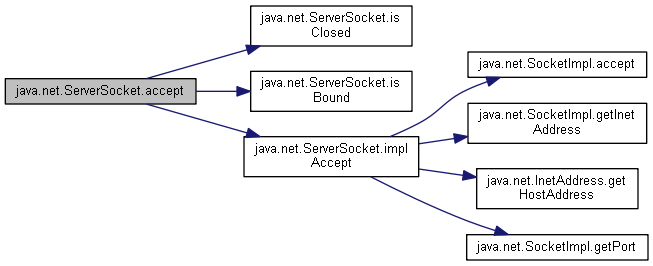 java.net.ServerSocket.is
Closed
java.net.SocketImpl.accept
java.net.ServerSocket.accept
java.net.ServerSocket.is
Bound
java.net.SocketImpl.getInet
Address
java.net.ServerSocket.impl
Accept
java.net.InetAddress.get
HostAddress
java.net.SocketImpl.getPort